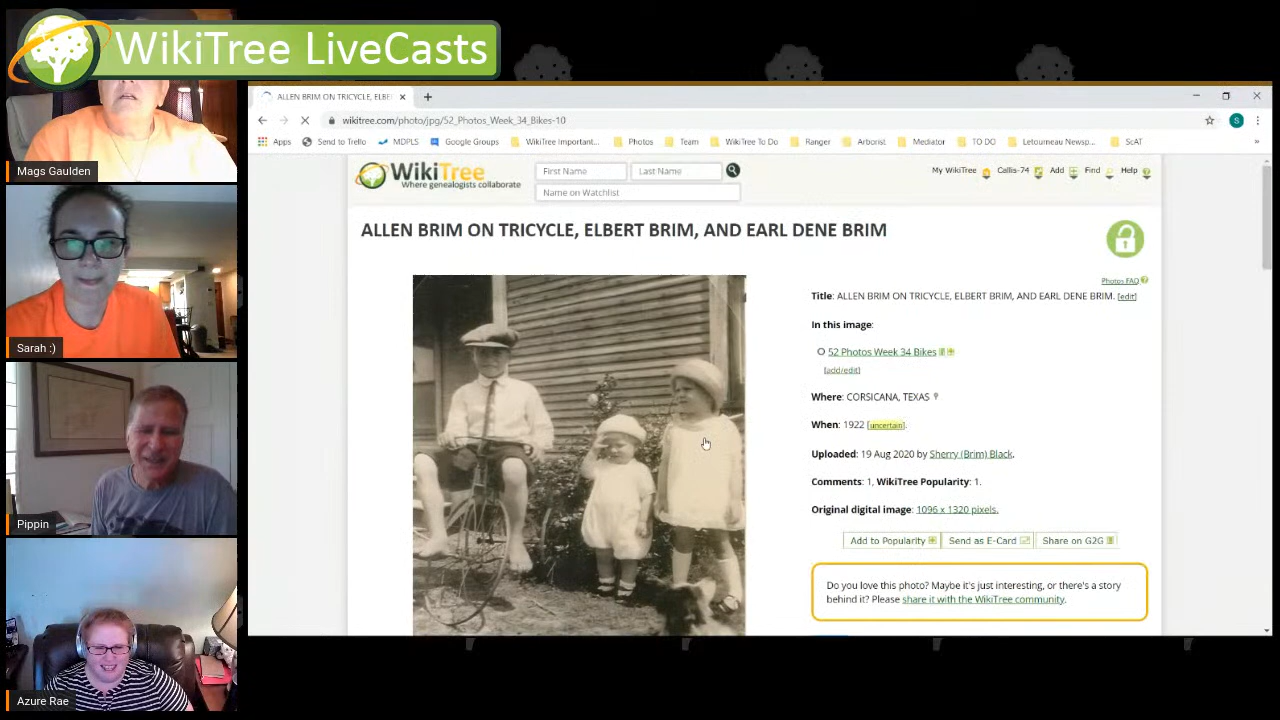 WikiTree LiveCasts
Mags Gaulden
Sarah :)
Pippin
Azure Rae
ALLEN BRIM ON TRICYCLE, ELBE
wikitree.com/photo/jpg/52_Photos_Week_34_Bikes-10
S
Apps Send to Trello MDPLS Google Groups WikiTree Important... Photos Team WikiTree To Do Ranger Arborist Mediator TO DO Letourneau Newsp... ScAT »
WikiTree
Where genealogists collaborate
First Name Last Name
Name on Watchlist
My WikiTree Callis-74 Add Find Help
ALLEN BRIM ON TRICYCLE, ELBERT BRIM, AND EARL DENE BRIM
Photos FAQ
Title: ALLEN BRIM ON TRICYCLE, ELBERT BRIM, AND EARL DENE BRIM. [edit]
In this image:
52 Photos Week 34 Bikes
[add/edit]
Where: CORSICANA, TEXAS
When: 1922 [uncertain].
Uploaded: 19 Aug 2020 by Sherry (Brim) Black.
Comments: 1, WikiTree Popularity: 1.
Original digital image: 1096 x 1320 pixels.
Add to Popularity Send as E-Card Share on G2G
Do you love this photo? Maybe it's just interesting, or there's a story
behind it? Please share it with the WikiTree community.